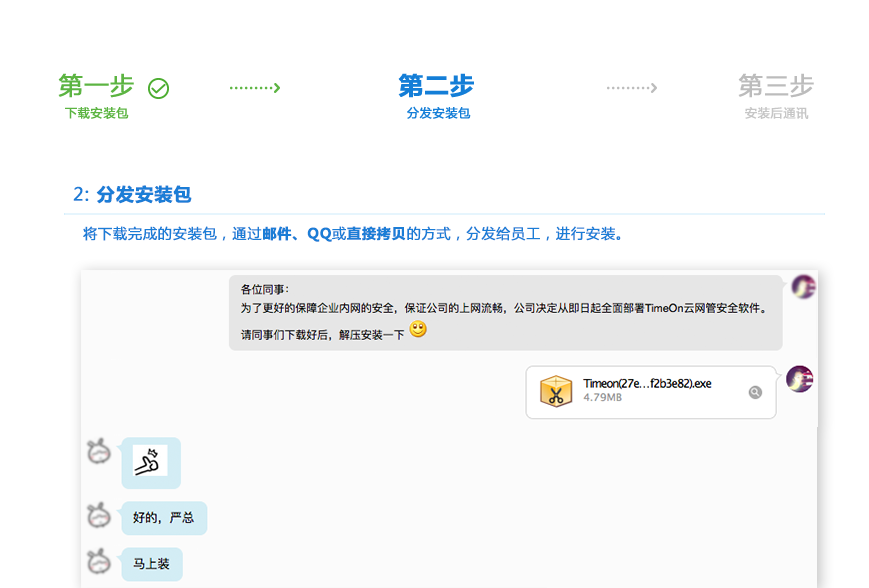 第一步
第二步
第三步
下载安装包
分发安装包
安装后通讯
2: 分发安装包
将下载完成的安装包，通过邮件、QQ或直接拷贝的方式，分发给员工，进行安装。
各位同事：
为了更好的保障企业内网的安全，保证公司的上网流畅，公司决定从即日起全面部署TimeOn云网管安全软件。
请同事们下载好后，解压安装一下
Timeon(27e...f2b3e82).exe
4.79MB
好的，严总
马上装